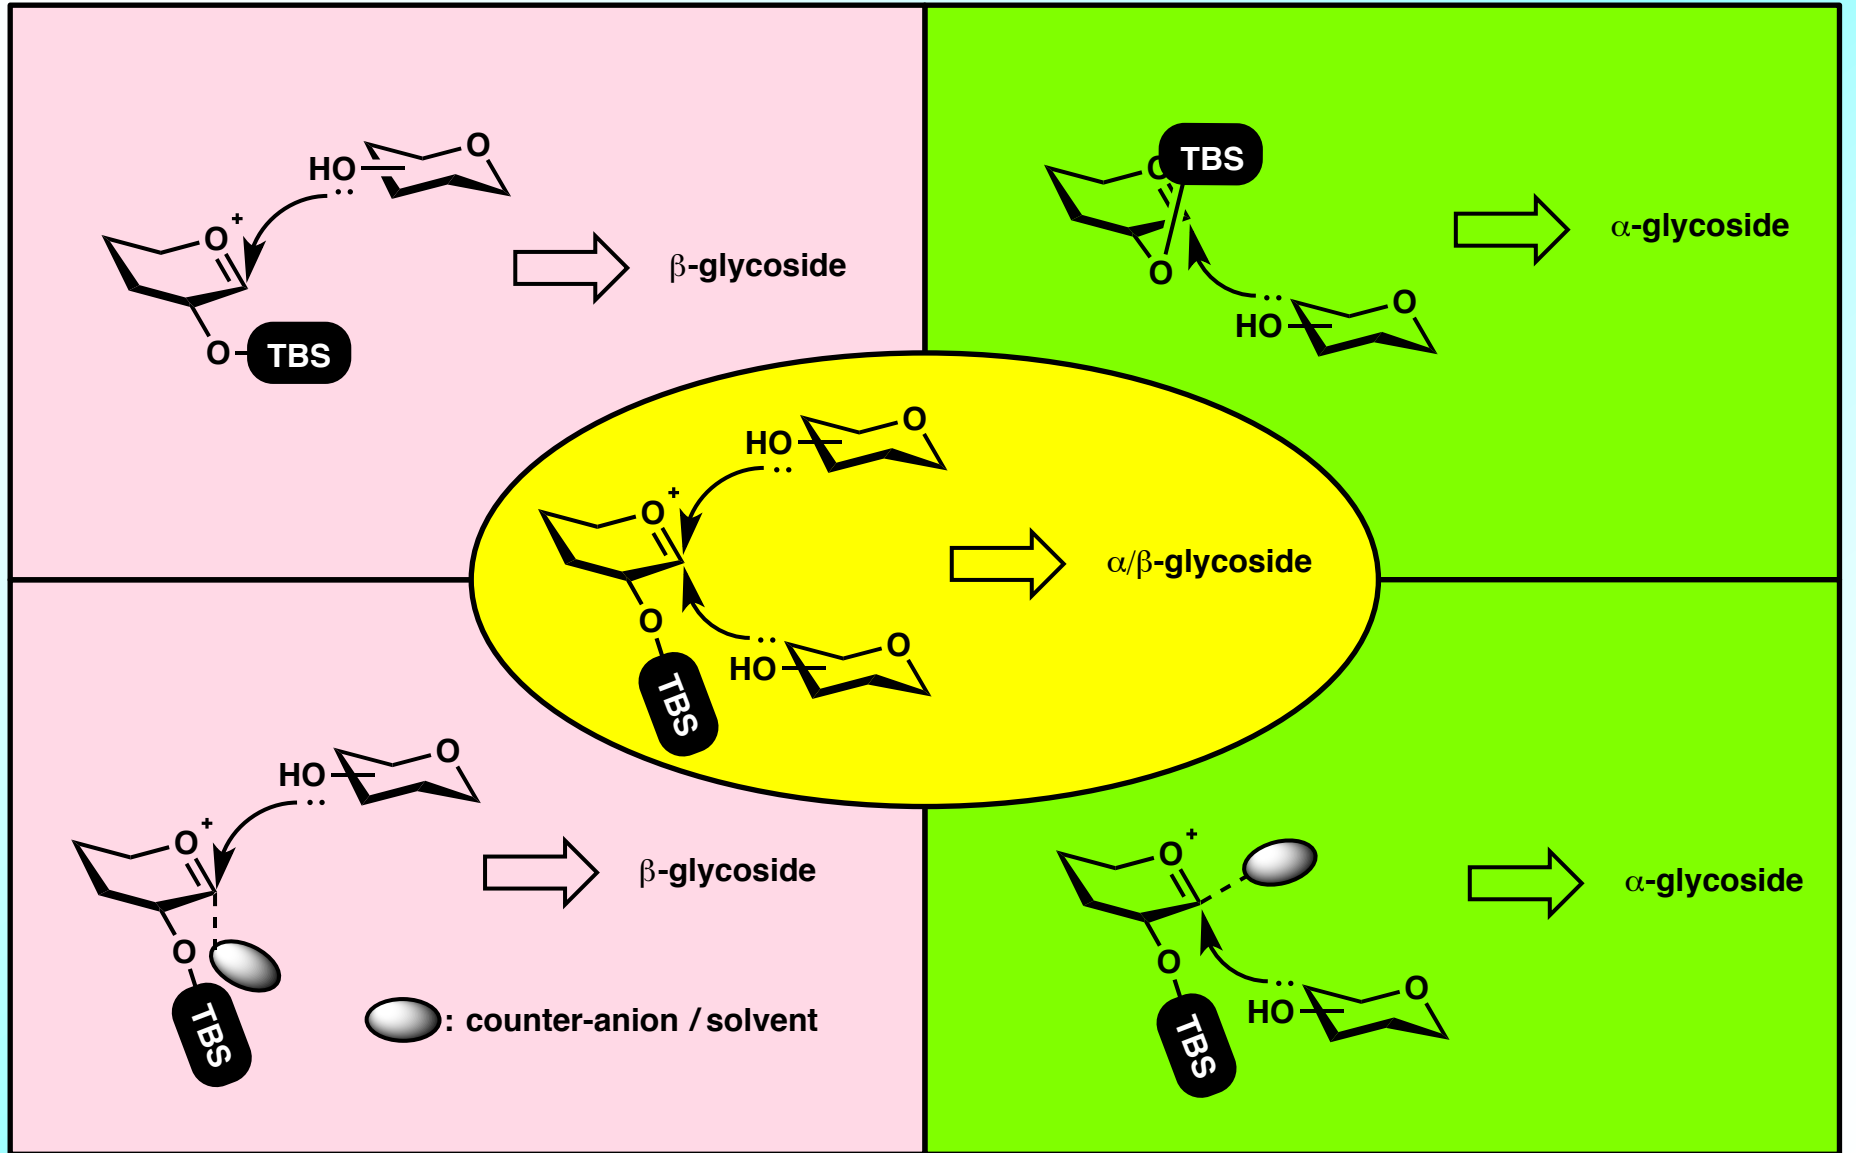 O
HO
..
+
O
O
TBS
β-glycoside
TBS
O
O
..
O
HO
α-glycoside
O
HO
..
+
O
O
TBS
..
O
HO
α/β-glycoside
O
HO
..
+
O
O
TBS
β-glycoside
: counter-anion / solvent
+
O
O
TBS
..
O
HO
α-glycoside